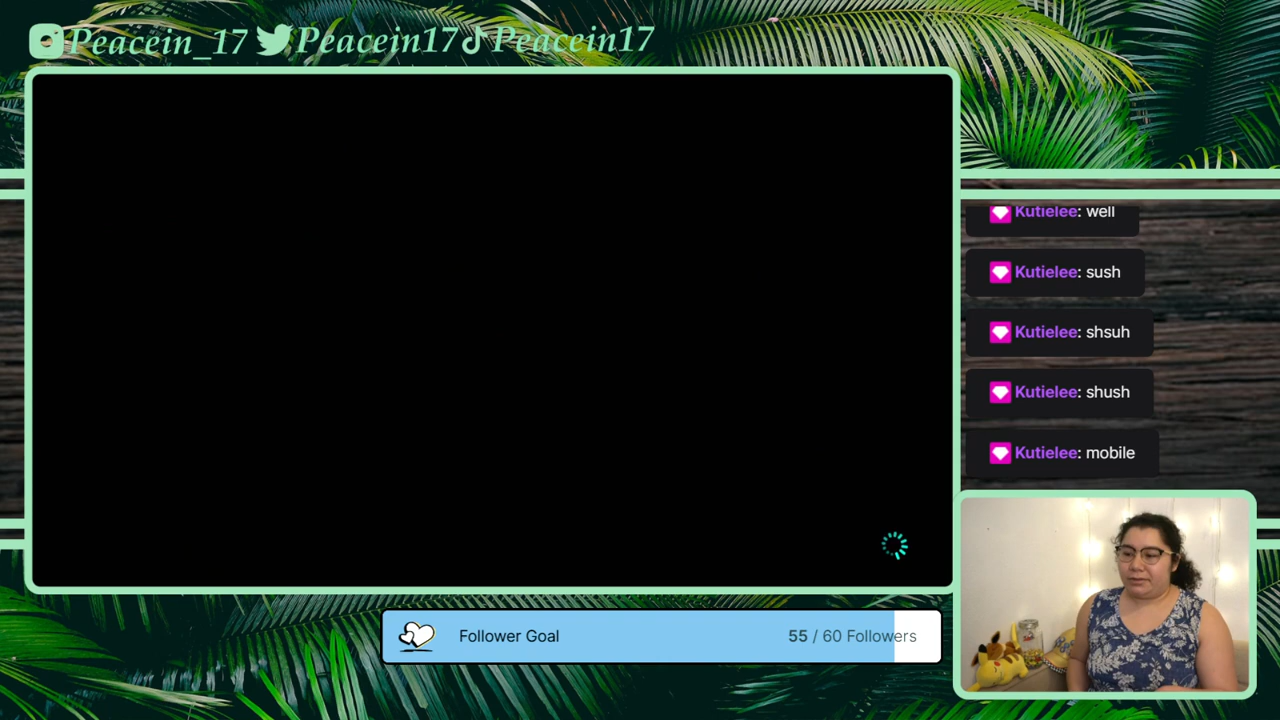 Peacein_17 Peacein17 Peacein17
Kutielee: well
Kutielee: sush
Kutielee: shsuh
Kutielee: shush
Kutielee: mobile
Follower Goal 55 / 60 Followers